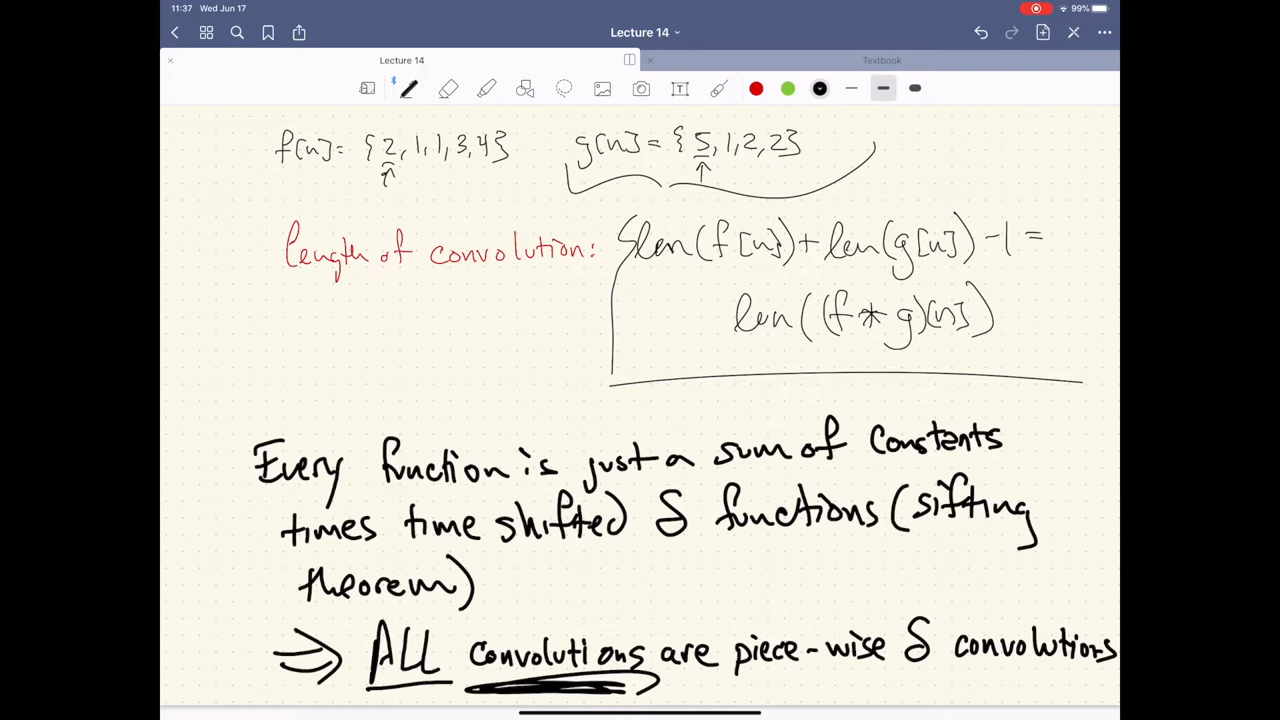 11:37 Wed Jun 17
99%
Lecture 14
Lecture 14
Textbook
f[n] = {2, 1, 1, 3, 4} g[n] = {5, 1, 2, 2}
length of convolution: len(f[n]) + len(g[n]) - 1 =
len((f * g)[n])
Every function is just a sum of constents
times time shifted δ functions (sifting
theorem)
⇒ ALL convolutions are piece-wise δ convolutions